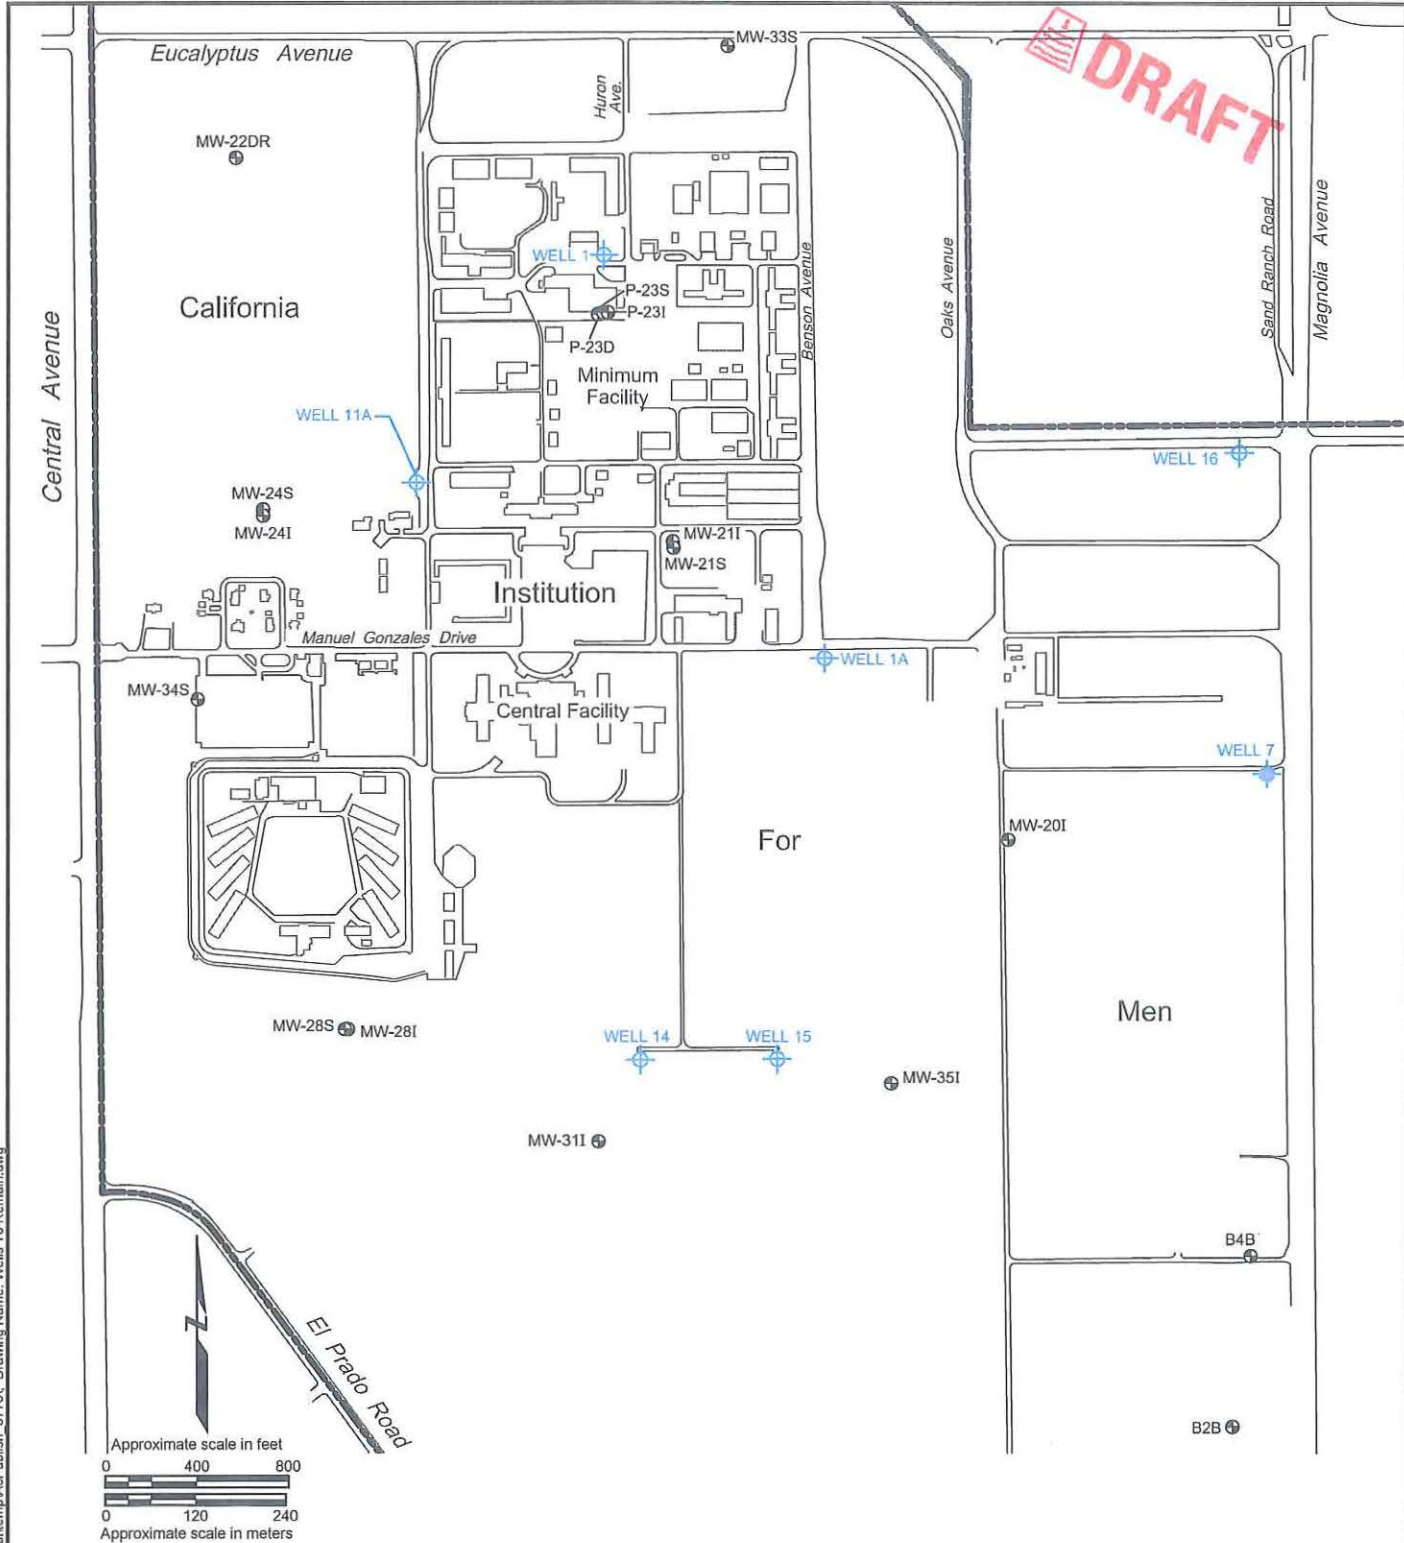 Eucalyptus Avenue
Huron
Ave.
MW-33S
DRAFT
MW-22DR
Magnolia Avenue
Sand Ranch Road
Oaks Avenue
Benson Avenue
WELL 1
California
P-23S
P-23I
P-23D
Central Avenue
Minimum
Facility
WELL 11A
WELL 16
MW-24S
MW-24I
MW-21I
MW-21S
Institution
Manuel Gonzales Drive
WELL 1A
MW-34S
Central Facility
WELL 7
For
MW-20I
Men
MW-28S
MW-28I
WELL 14
WELL 15
MW-35I
MW-31I
B4B
N
El Prado Road
B2B
Approximate scale in feet
0 400 800
0 120 240
Approximate scale in meters